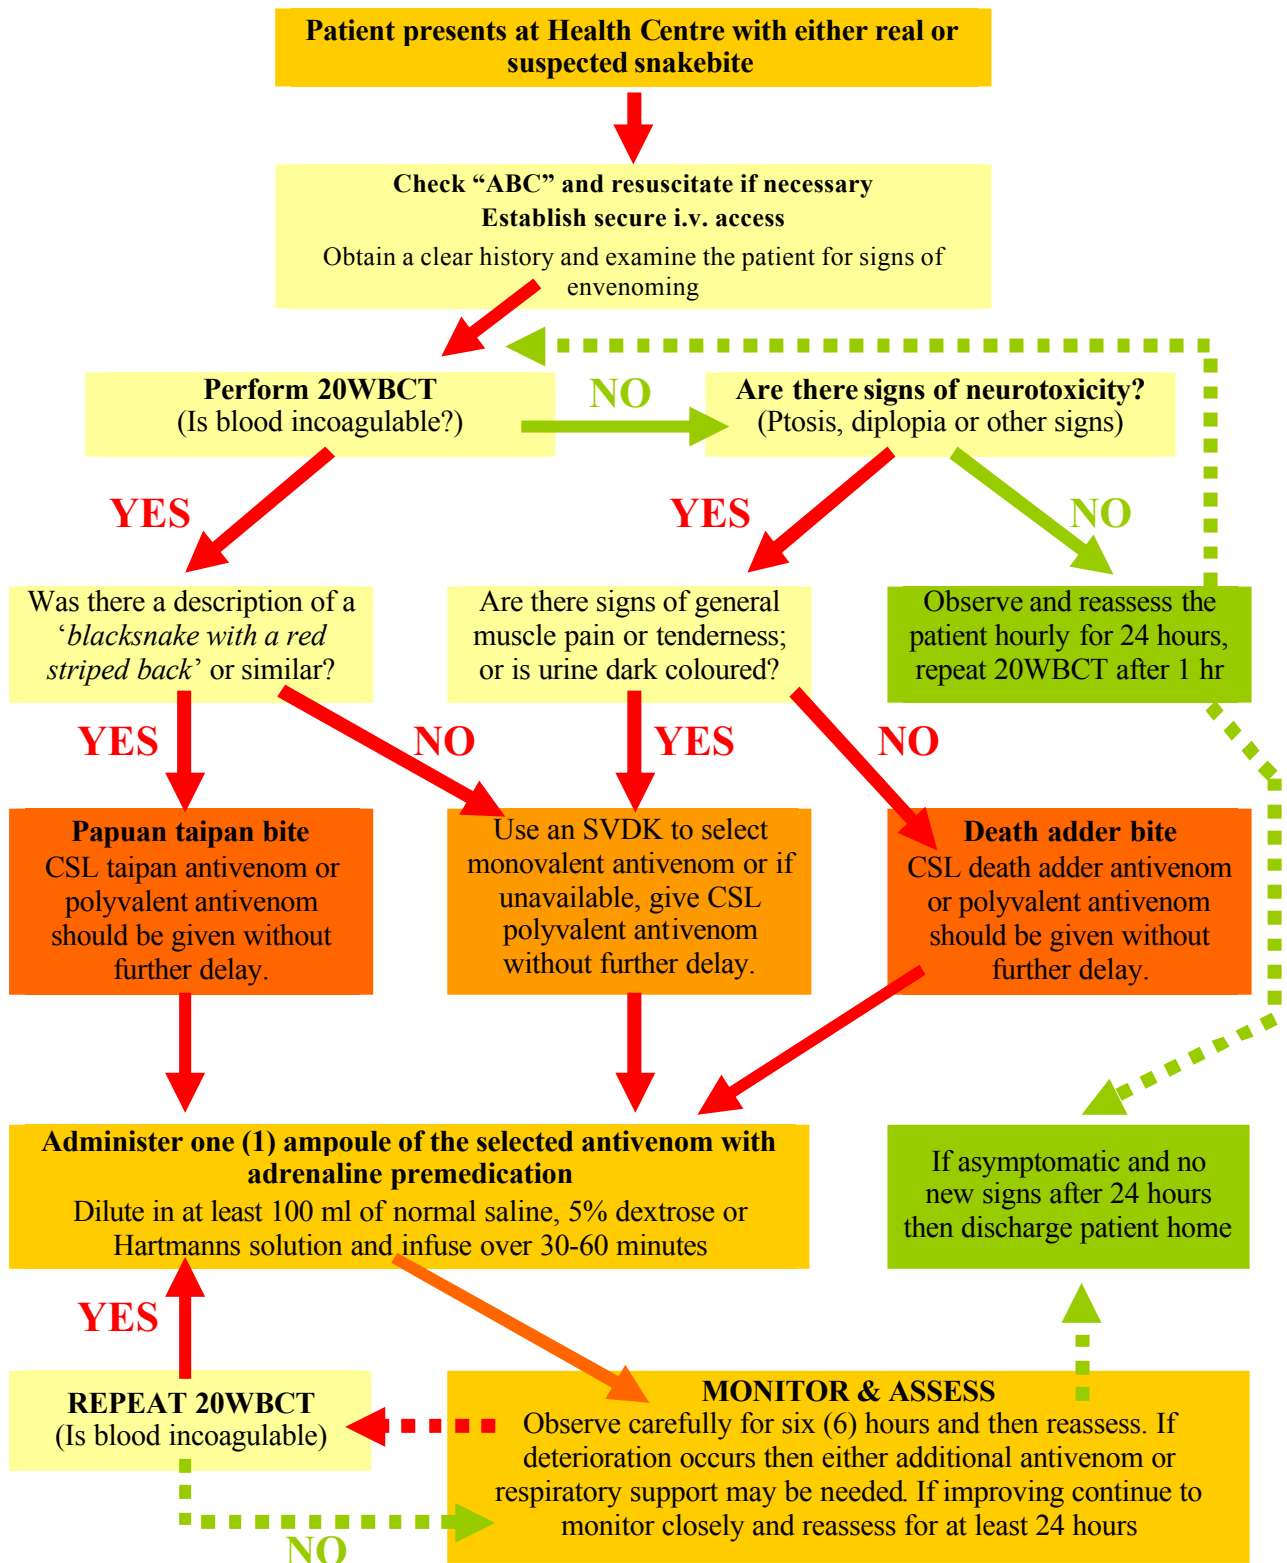 Patient presents at Health Centre with either real or
suspected snakebite
Check “ABC” and resuscitate if necessary
Establish secure i.v. access
Obtain a clear history and examine the patient for signs of
envenoming
Perform 20WBCT
(Is blood incoagulable?)
NO
Are there signs of neurotoxicity?
(Ptosis, diplopia or other signs)
YES
YES
NO
Was there a description of a
‘blacksnake with a red
striped back’ or similar?
Are there signs of general
muscle pain or tenderness;
or is urine dark coloured?
Observe and reassess the
patient hourly for 24 hours,
repeat 20WBCT after 1 hr
YES
NO
YES
NO
Papuan taipan bite
CSL taipan antivenom or
polyvalent antivenom
should be given without
further delay.
Use an SVDK to select
monovalent antivenom or if
unavailable, give CSL
polyvalent antivenom
without further delay.
Death adder bite
CSL death adder antivenom
or polyvalent antivenom
should be given without
further delay.
Administer one (1) ampoule of the selected antivenom with
adrenaline premedication
Dilute in at least 100 ml of normal saline, 5% dextrose or
Hartmanns solution and infuse over 30-60 minutes
If asymptomatic and no
new signs after 24 hours
then discharge patient home
YES
REPEAT 20WBCT
(Is blood incoagulable)
NO
MONITOR & ASSESS
Observe carefully for six (6) hours and then reassess. If
deterioration occurs then either additional antivenom or
respiratory support may be needed. If improving continue to
monitor closely and reassess for at least 24 hours